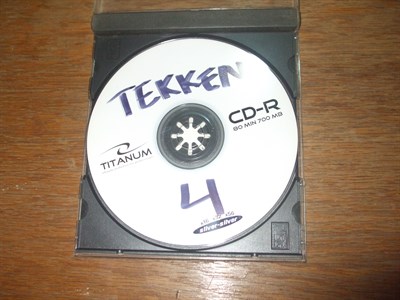 TEKKEN
CD-R
80 MIN 700 MB
TITANUM
4
silver-silver